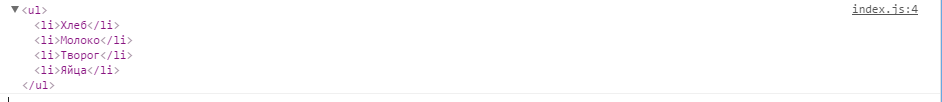 <ul> index.js:4
<li>Хлеб</li>
<li>Молоко</li>
<li>Творог</li>
<li>Яйца</li>
</ul>